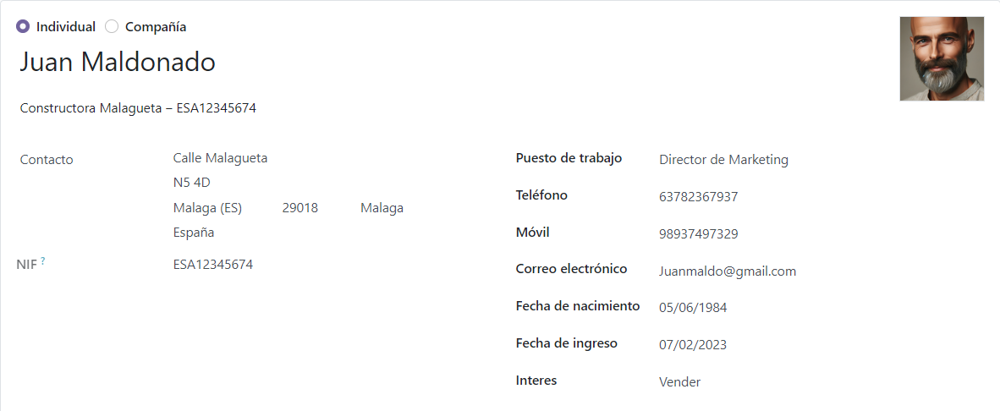 Individual Compañía
Juan Maldonado
Constructora Malagueta – ESA12345674
Contacto
Calle Malagueta
N5 4D
Malaga (ES) 29018 Malaga
España
NIF ? ESA12345674
Puesto de trabajo Director de Marketing
Teléfono 63782367937
Móvil 98937497329
Correo electrónico Juanmaldo@gmail.com
Fecha de nacimiento 05/06/1984
Fecha de ingreso 07/02/2023
Interes Vender